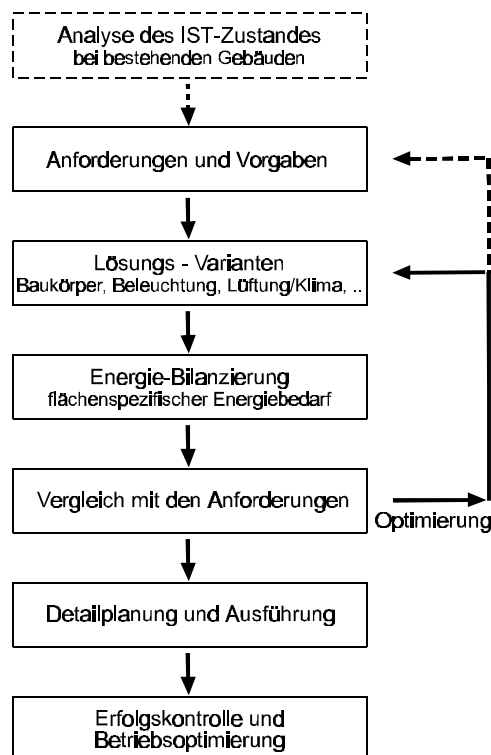 Analyse des IST-Zustandes
bei bestehenden Gebäuden
Anforderungen und Vorgaben
Lösungs - Varianten
Baukörper, Beleuchtung, Lüftung/Klima, ..
Energie-Bilanzierung
flächenspezifischer Energiebedarf
Vergleich mit den Anforderungen
Optimierung
Detailplanung und Ausführung
Erfolgskontrolle und
Betriebsoptimierung